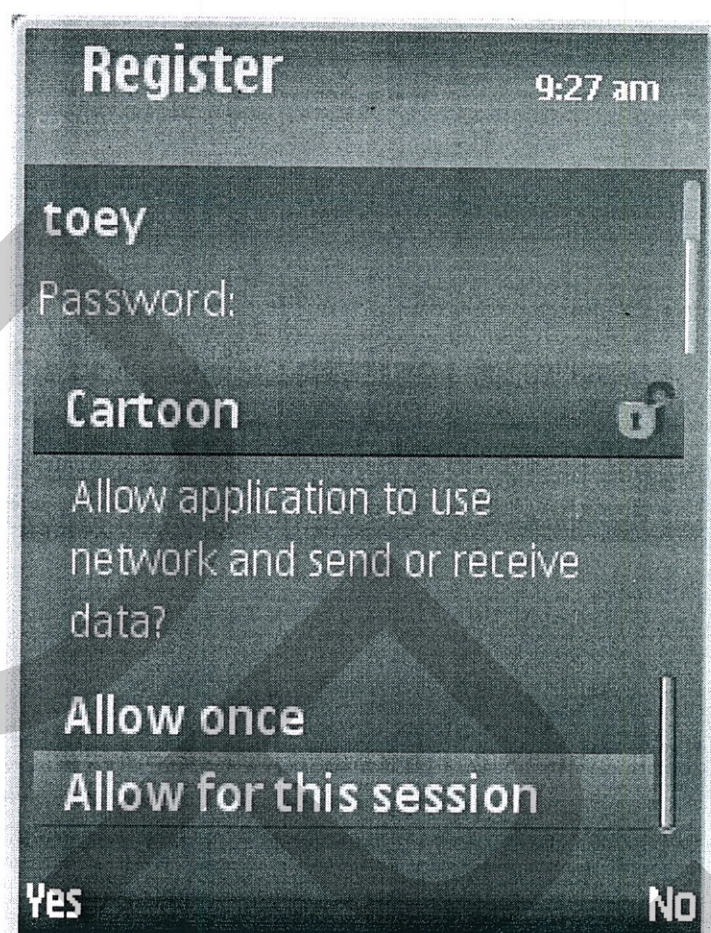 Register
9:27 am
toey
Password:
Cartoon
Allow application to use
network and send or receive
data?
Allow once
Allow for this session
Yes
No